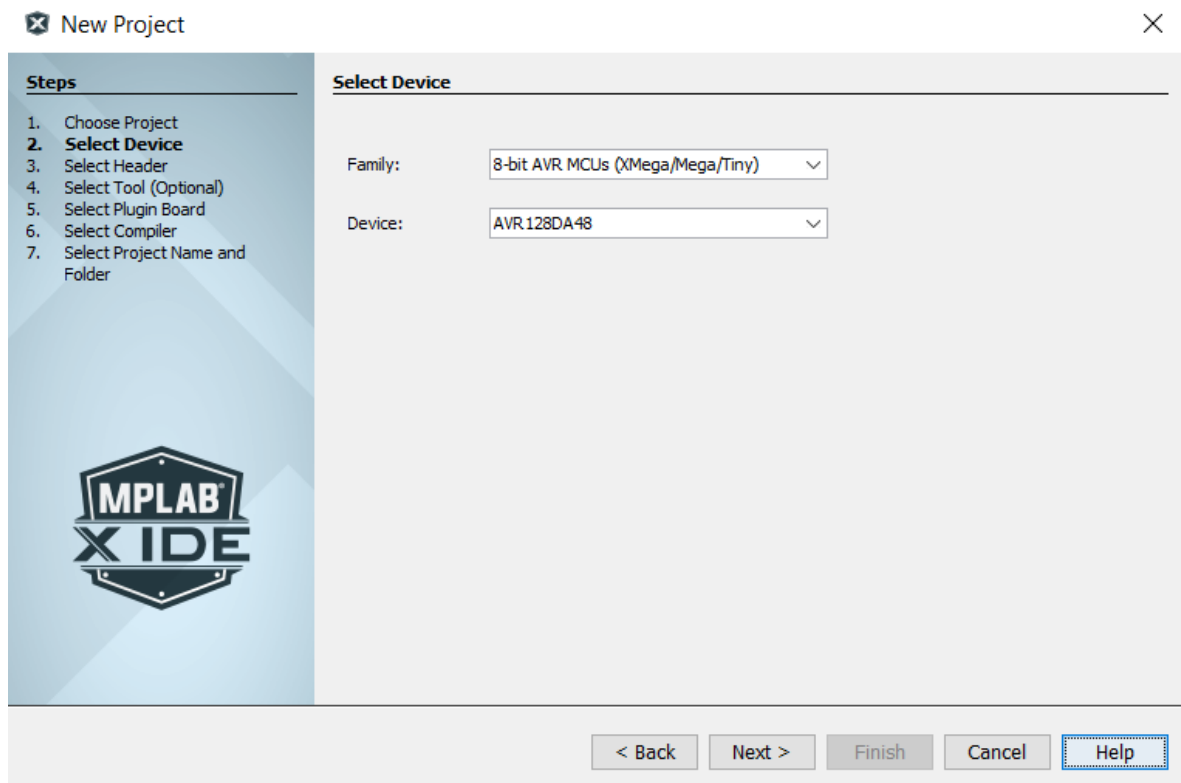 New Project
Steps
1. Choose Project
2. Select Device
3. Select Header
4. Select Tool (Optional)
5. Select Plugin Board
6. Select Compiler
7. Select Project Name and
Folder
MPLAB®
X IDE
Select Device
Family: 8-bit AVR MCUs (XMega/Mega/Tiny)
Device: AVR128DA48
< Back Next > Finish Cancel Help